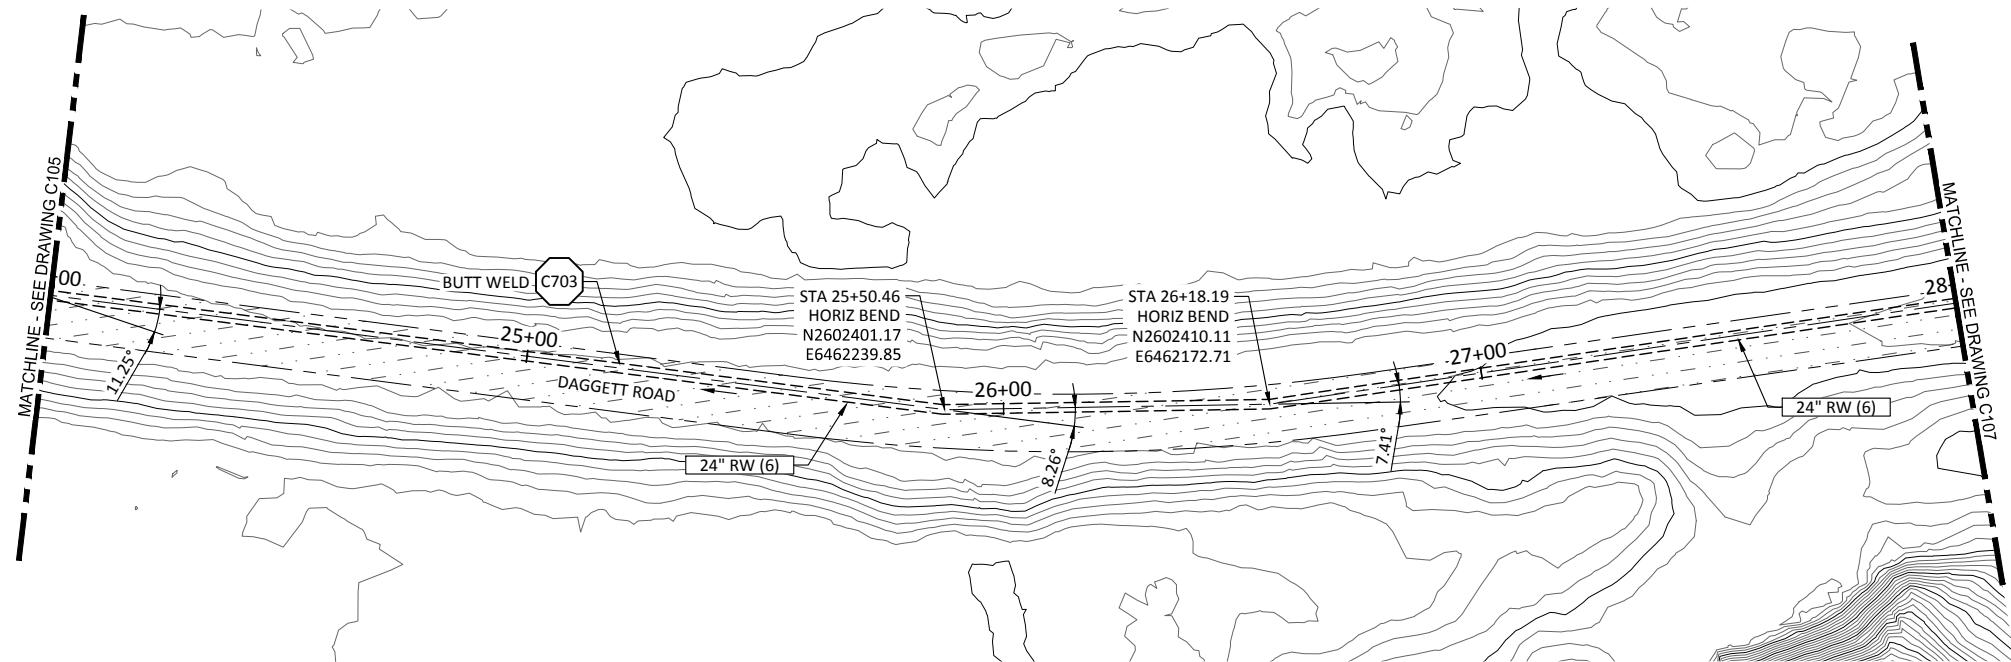 MATCHLINE - SEE DRAWING C105
00
11.25°
BUTT WELD
C703
25+00
DAGGETT ROAD
24" RW (6)
STA 25+50.46
HORIZ BEND
N2602401.17
E6462239.85
26+00
8.26°
STA 26+18.19
HORIZ BEND
N2602410.11
E6462172.71
7.41°
27+00
24" RW (6)
28
MATCHLINE - SEE DRAWING C107